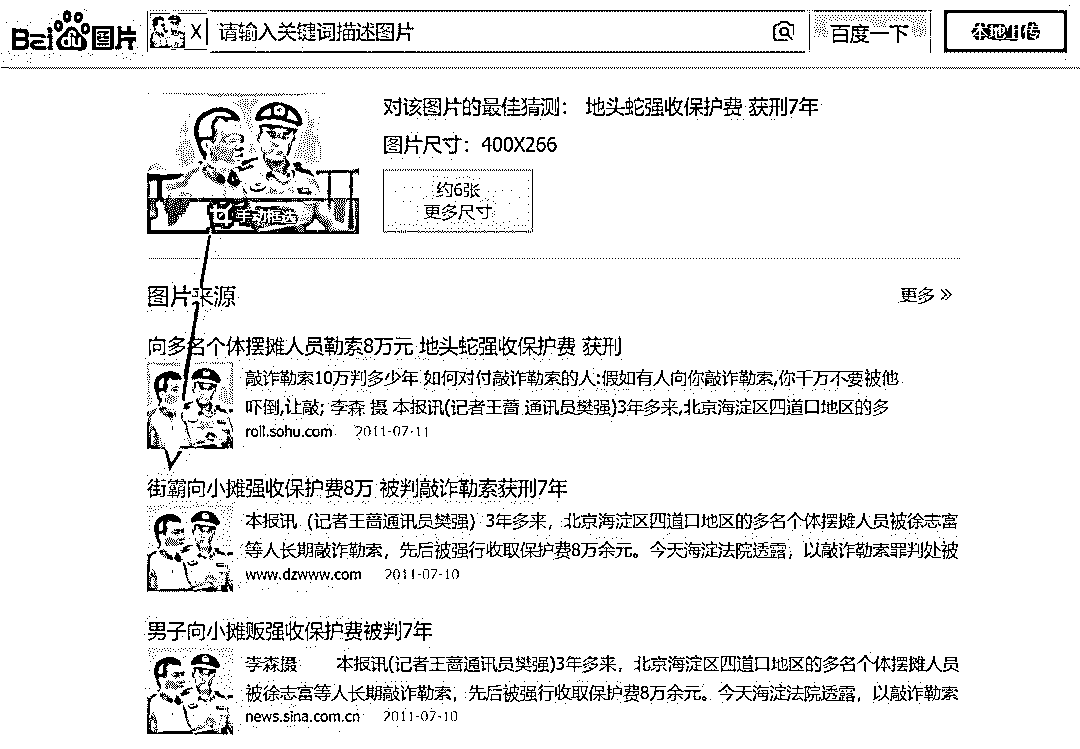 Bai du 图片
X
请输入关键词描述图片
百度一下
本地上传
对该图片的最佳猜测： 地头蛇强收保护费 获刑7年
图片尺寸：400X266
手动框选
约6张
更多尺寸
图片来源
更多 »
向多名个体摆摊人员勒索8万元 地头蛇强收保护费 获刑
敲诈勒索10万判多少年 如何对付敲诈勒索的人:假如有人向你敲诈勒索,你千万不要被他
吓倒,让敲; 李森 摄 本报讯(记者王蔷 通讯员樊强)3年多来,北京海淀区四道口地区的多
roll.sohu.com 2011-07-11
街霸向小摊强收保护费8万 被判敲诈勒索获刑7年
本报讯（记者王蔷通讯员樊强）3年多来，北京海淀区四道口地区的多名个体摆摊人员被徐志富
等人长期敲诈勒索，先后被强行收取保护费8万余元。今天海淀法院透露，以敲诈勒索罪判处被
www.dzwww.com 2011-07-10
男子向小摊贩强收保护费被判7年
李森摄 本报讯(记者王蔷通讯员樊强)3年多来，北京海淀区四道口地区的多名个体摆摊人员
被徐志富等人长期敲诈勒索，先后被强行收取保护费8万余元。今天海淀法院透露，以敲诈勒索
news.sina.com.cn 2011-07-10